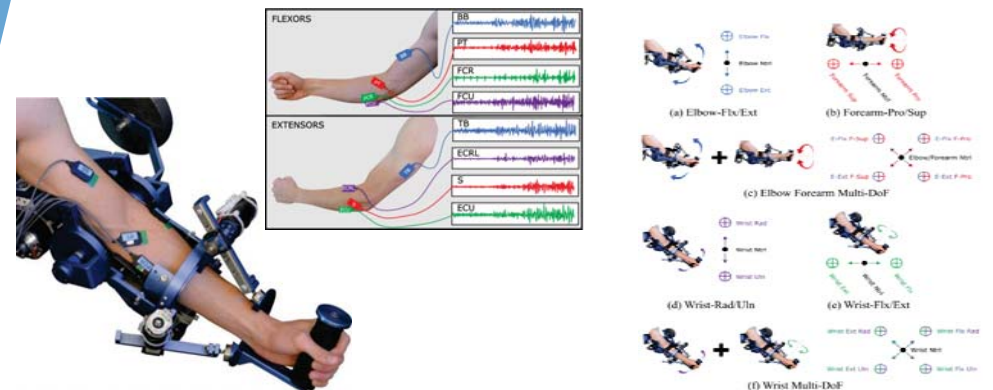 FLEXORS
BB
PT
FCR
FCU
EXTENSORS
TB
ECRL
S
ECU
Elbow Flx
Elbow Ntrl
Elbow Ext
(a) Elbow-Flx/Ext
Forearm Sup
Forearm Ntrl
Forearm Pro
(b) Forearm-Pro/Sup
E-Flx F-Sup
E-Flx F-Pro
Elbow/Forearm Ntrl
E-Ext F-Sup
E-Ext F-Pro
(c) Elbow Forearm Multi-DoF
Wrist Rad
Wrist Ntrl
Wrist Uln
(d) Wrist-Rad/Uln
Wrist Ext
Wrist Ntrl
Wrist Flx
(e) Wrist-Flx/Ext
Wrist Ext Rad
Wrist Flx Rad
Wrist Ntrl
Wrist Ext Uln
Wrist Flx Uln
(f) Wrist Multi-DoF